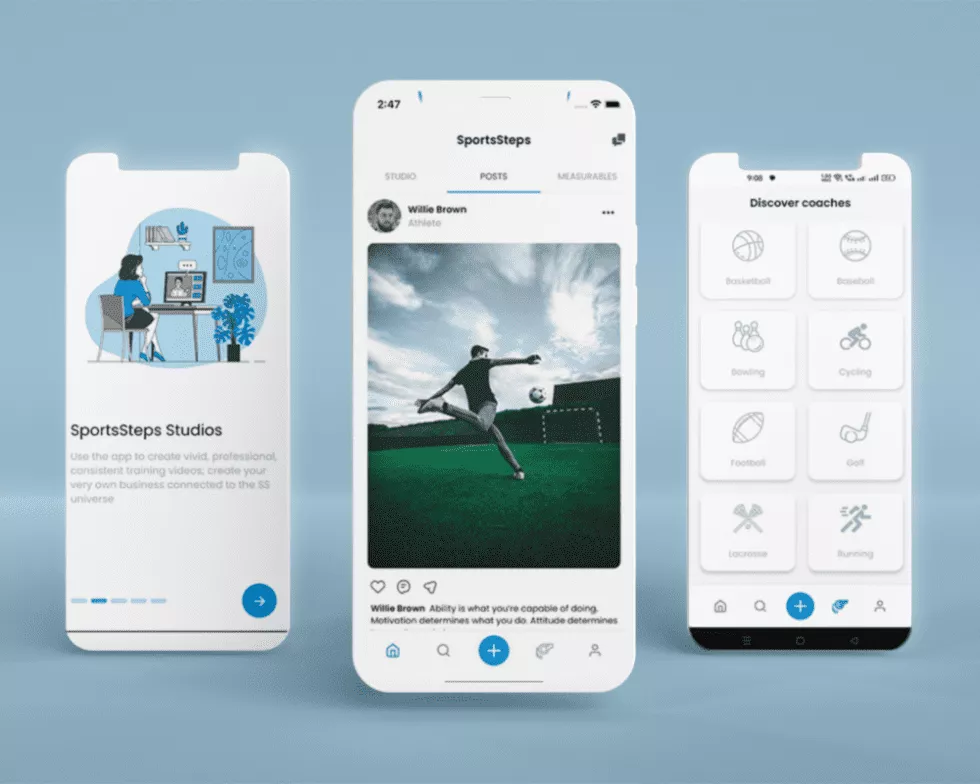 SportsSteps Studios
Use the app to create vivid, professional,
consistent training videos; create your
very own business connected to the SS
universe
2:47
SportsSteps
STUDIO POSTS MEASURABLES
Willie Brown
Athlete
Willie Brown Ability is what you're capable of doing,
Motivation determines what you do. Attitude determines
9:08
Discover coaches
Basketball Baseball
Bowling Cycling
Football Golf
Lacrosse Running